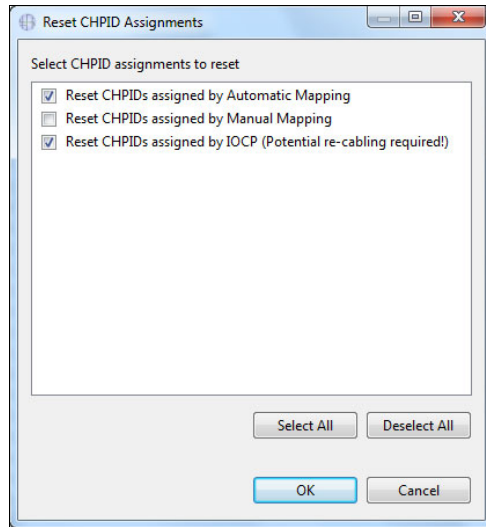 Reset CHPID Assignments
Select CHPID assignments to reset
Reset CHPIDs assigned by Automatic Mapping
Reset CHPIDs assigned by Manual Mapping
Reset CHPIDs assigned by IOCP (Potential re-cabling required!)
Select All Deselect All
OK Cancel